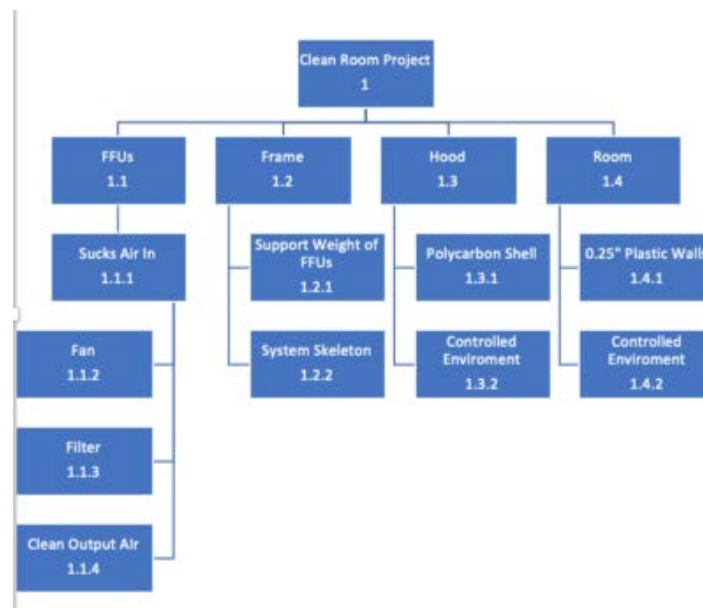 Clean Room Project
1
FFUs
1.1
Frame
1.2
Hood
1.3
Room
1.4
Sucks Air In
1.1.1
Support Weight of
FFUs
1.2.1
Polycarbon Shell
1.3.1
0.25" Plastic Walls
1.4.1
Fan
1.1.2
System Skeleton
1.2.2
Controlled
Enviroment
1.3.2
Controlled
Enviroment
1.4.2
Filter
1.1.3
Clean Output Air
1.1.4